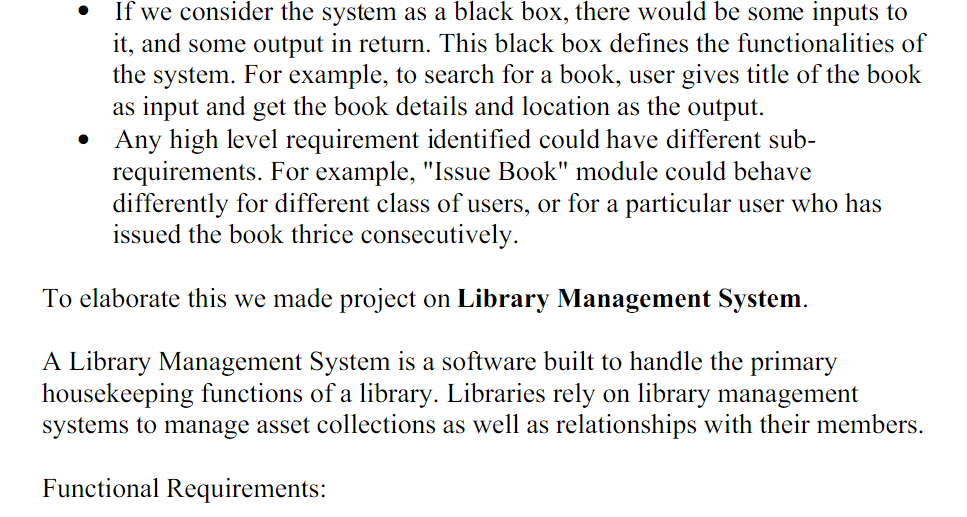 • If we consider the system as a black box, there would be some inputs to
it, and some output in return. This black box defines the functionalities of
the system. For example, to search for a book, user gives title of the book
as input and get the book details and location as the output.
• Any high level requirement identified could have different sub-
requirements. For example, "Issue Book" module could behave
differently for different class of users, or for a particular user who has
issued the book thrice consecutively.
To elaborate this we made project on Library Management System.
A Library Management System is a software built to handle the primary
housekeeping functions of a library. Libraries rely on library management
systems to manage asset collections as well as relationships with their members.
Functional Requirements: